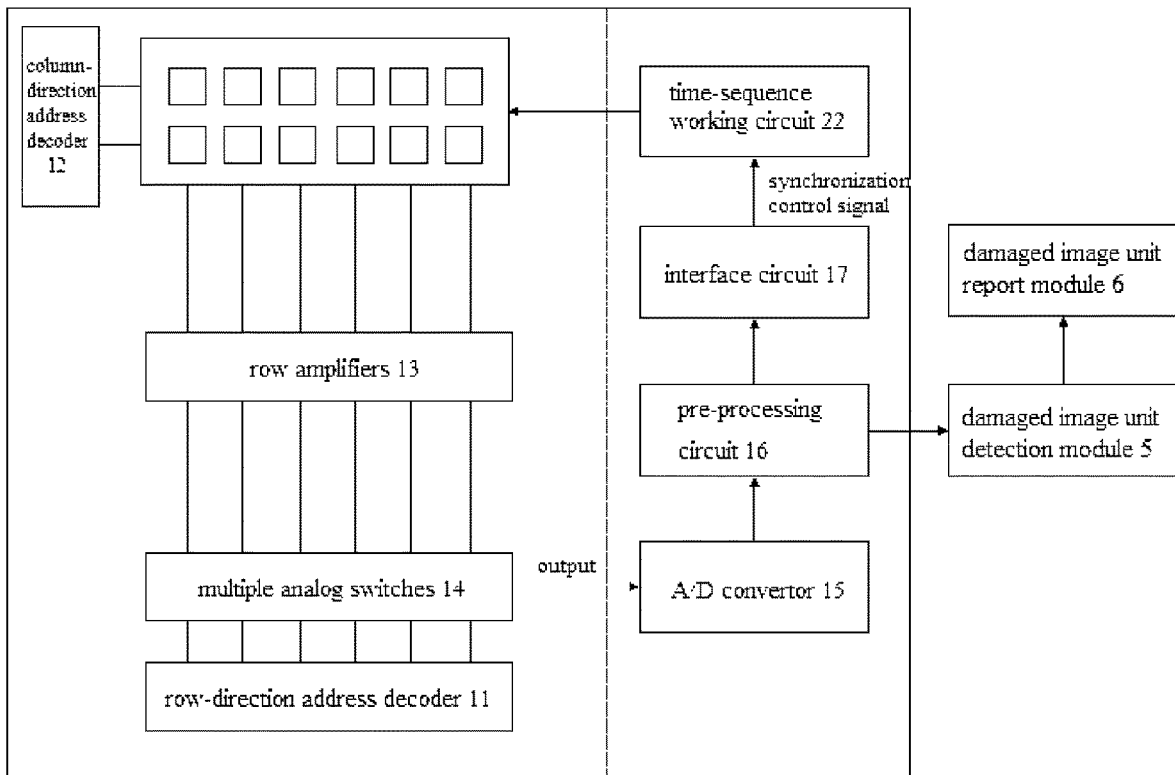 column-
direction
address
decoder
12
time-sequence
working circuit 22
synchronization
control signal
interface circuit 17
damaged image unit
report module 6
row amplifiers 13
pre-processing
circuit 16
damaged image unit
detection module 5
multiple analog switches 14
output
A/D convertor 15
row-direction address decoder 11